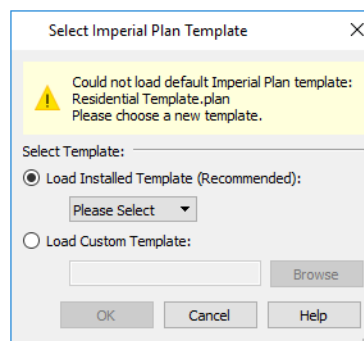 Select Imperial Plan Template
Could not load default Imperial Plan template:
Residential Template.plan
Please choose a new template.
Select Template:
Load Installed Template (Recommended):
Please Select
Load Custom Template:
Browse
OK Cancel Help